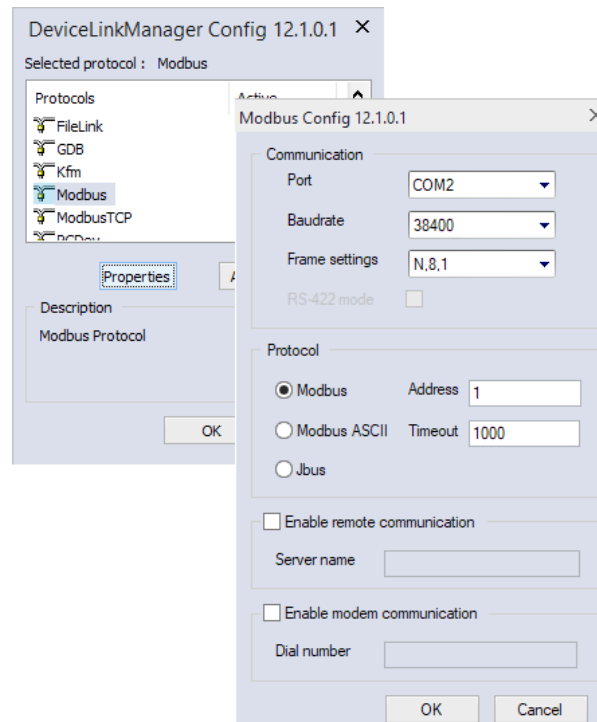 DeviceLinkManager Config 12.1.0.1
Selected protocol : Modbus
Protocols
FileLink
GDB
Kfm
Modbus
ModbusTCP
Properties
Description
Modbus Protocol
OK
Modbus Config 12.1.0.1
Communication
Port COM2
Baudrate 38400
Frame settings N,8,1
RS-422 mode
Protocol
Modbus Address 1
Modbus ASCII Timeout 1000
Jbus
Enable remote communication
Server name
Enable modem communication
Dial number
OK Cancel